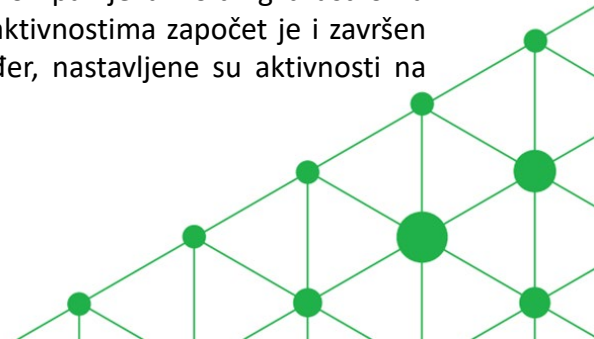 aktivnostima započet je i završen
đer, nastavljene su aktivnosti na